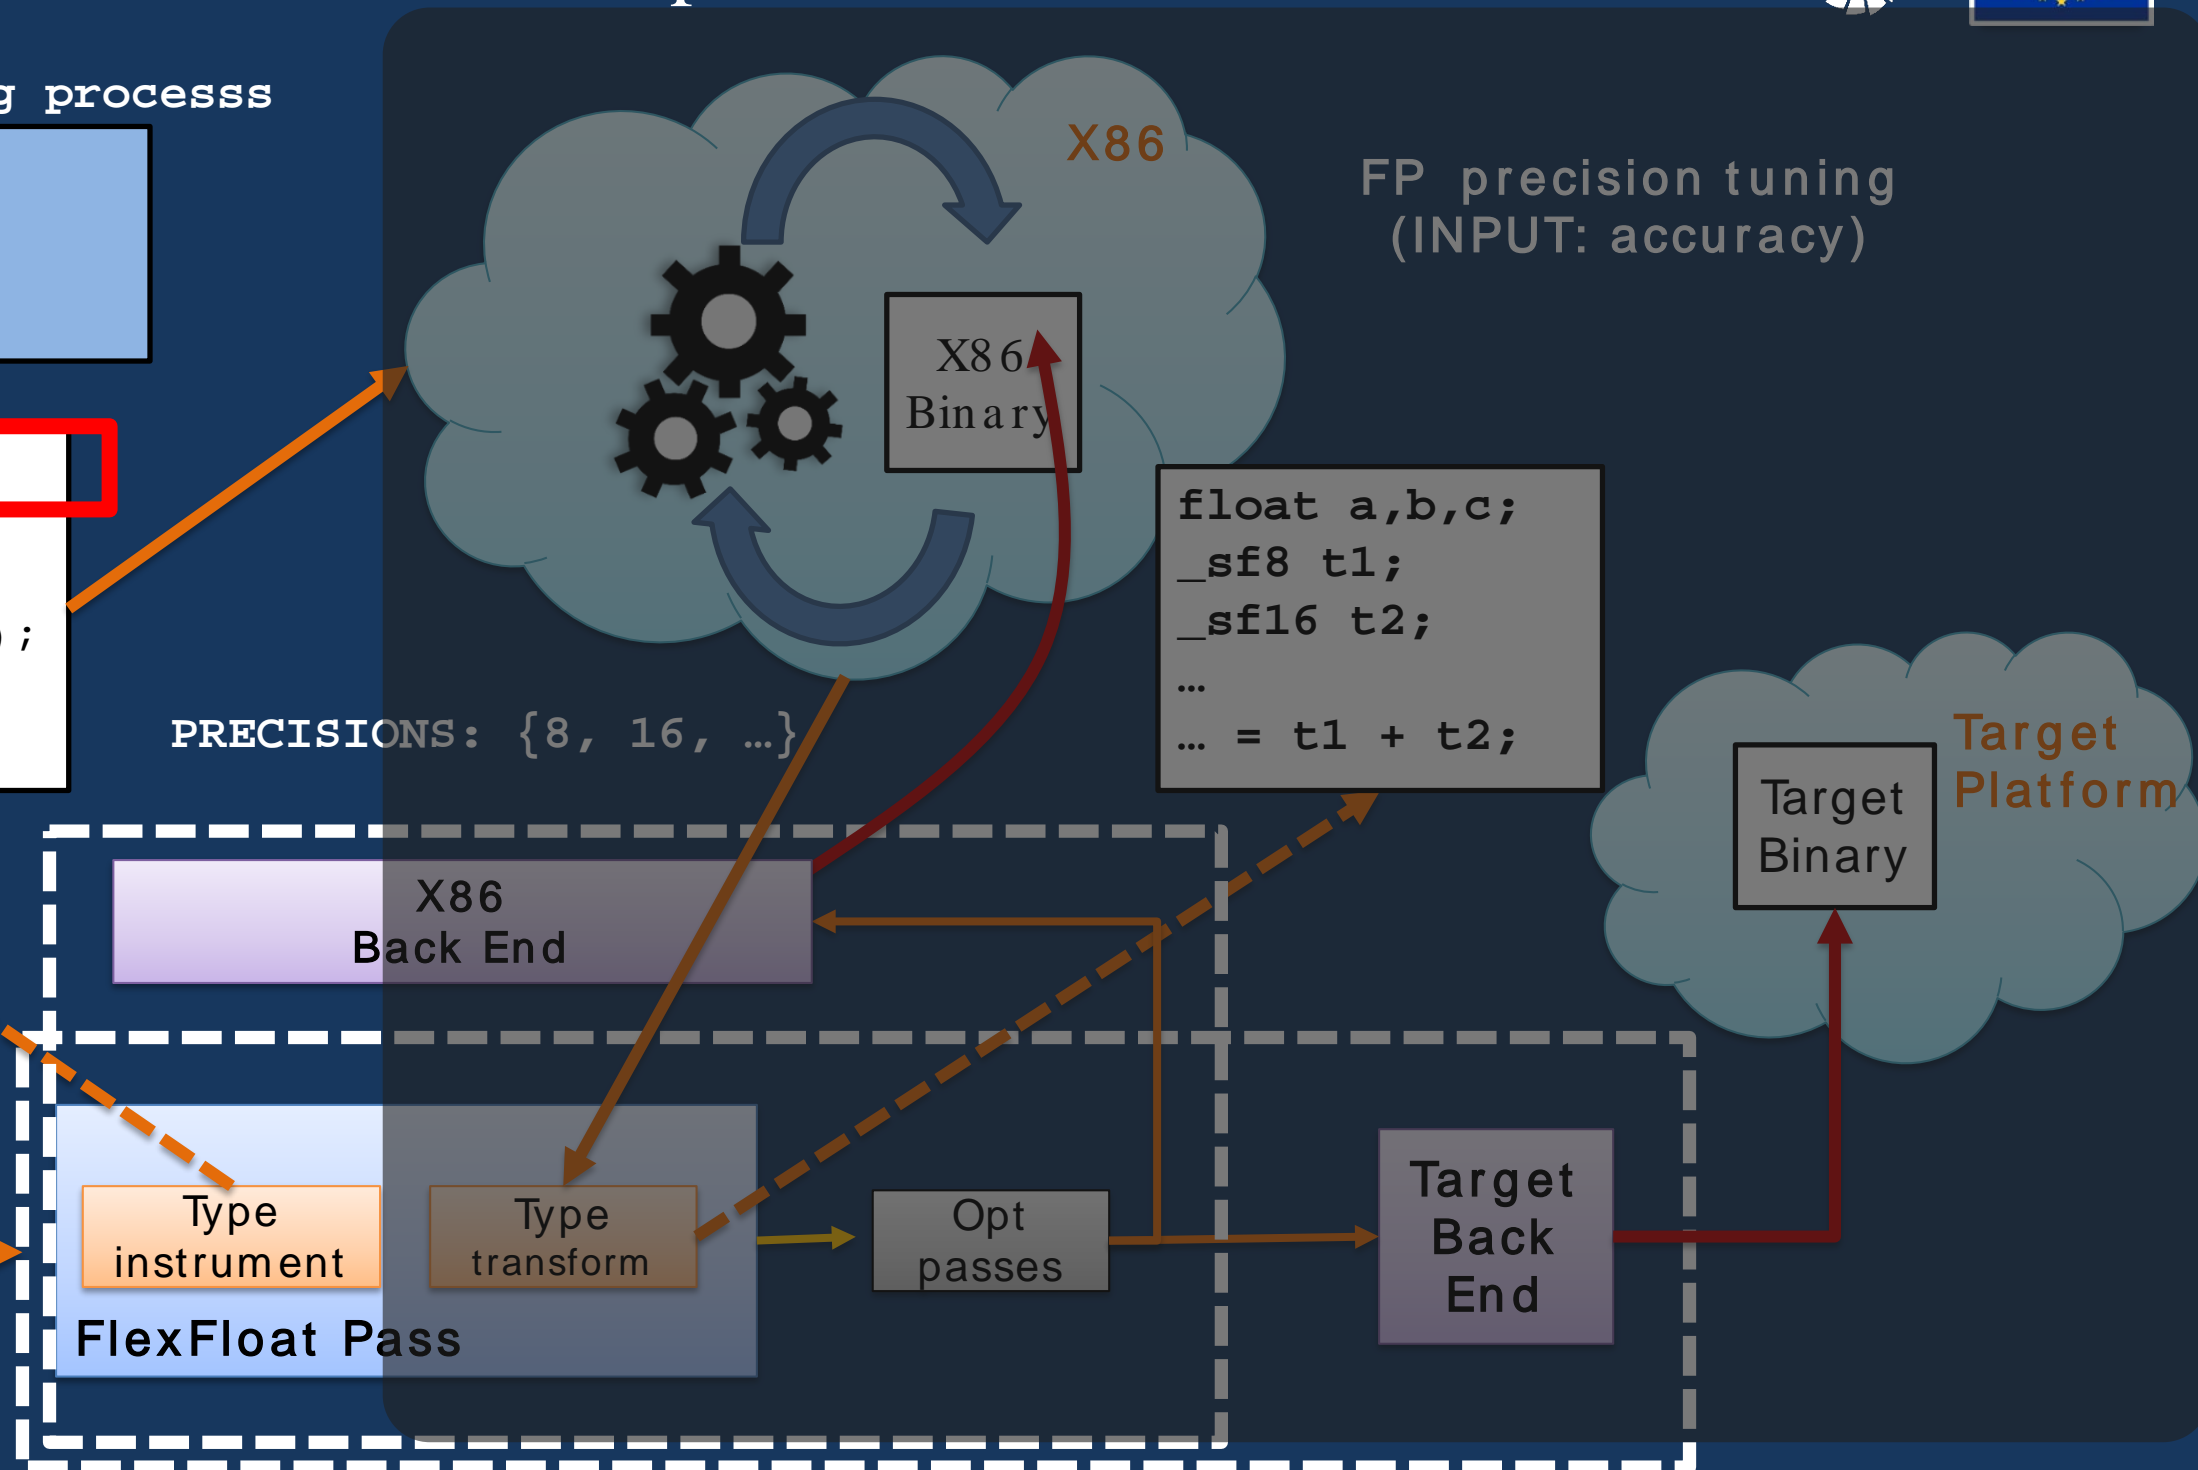 g processs
X86
FP precision tuning
(INPUT: accuracy)
X86
Binary
float a,b,c;
_sf8 t1;
_sf16 t2;
…
… = t1 + t2;
);
PRECISIONS: {8, 16, …}
Target
Platform
Target
Binary
X86
Back End
Type
instrument
Type
transform
FlexFloat Pass
Opt
passes
Target
Back
End